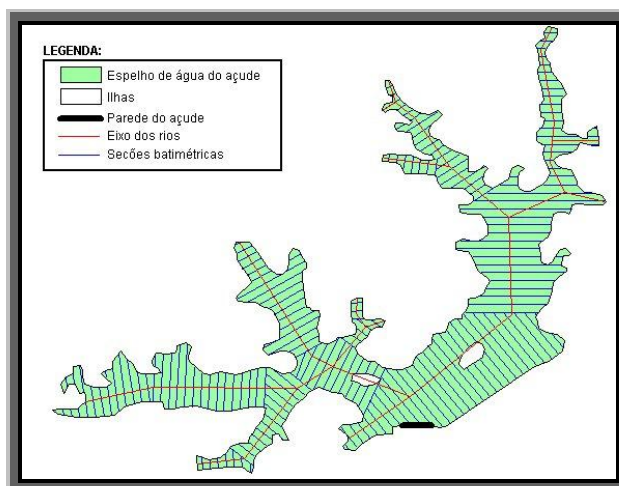 LEGENDA:
Espelho de água do açude
Ilhas
Parede do açude
Eixo dos rios
Secões batimétricas